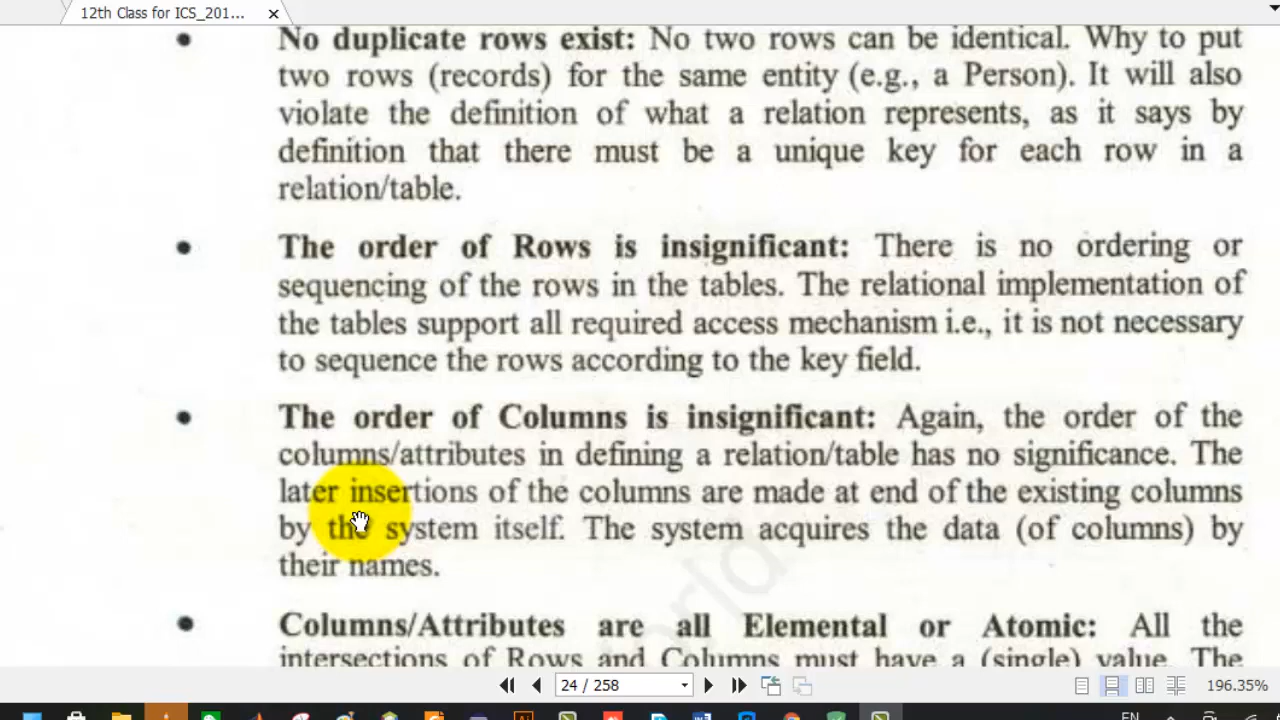 12th Class for ICS_201...
No duplicate rows exist: No two rows can be identical. Why to put
two rows (records) for the same entity (e.g., a Person). It will also
violate the definition of what a relation represents, as it says by
definition that there must be a unique key for each row in a
relation/table.
The order of Rows is insignificant: There is no ordering or
sequencing of the rows in the tables. The relational implementation of
the tables support all required access mechanism i.e., it is not necessary
to sequence the rows according to the key field.
The order of Columns is insignificant: Again, the order of the
columns/attributes in defining a relation/table has no significance. The
later insertions of the columns are made at end of the existing columns
by the system itself. The system acquires the data (of columns) by
their names.
Columns/Attributes are all Elemental or Atomic: All the
intersections of Rows and Columns must have a (single) value. The
24 / 258
196.35%
EN